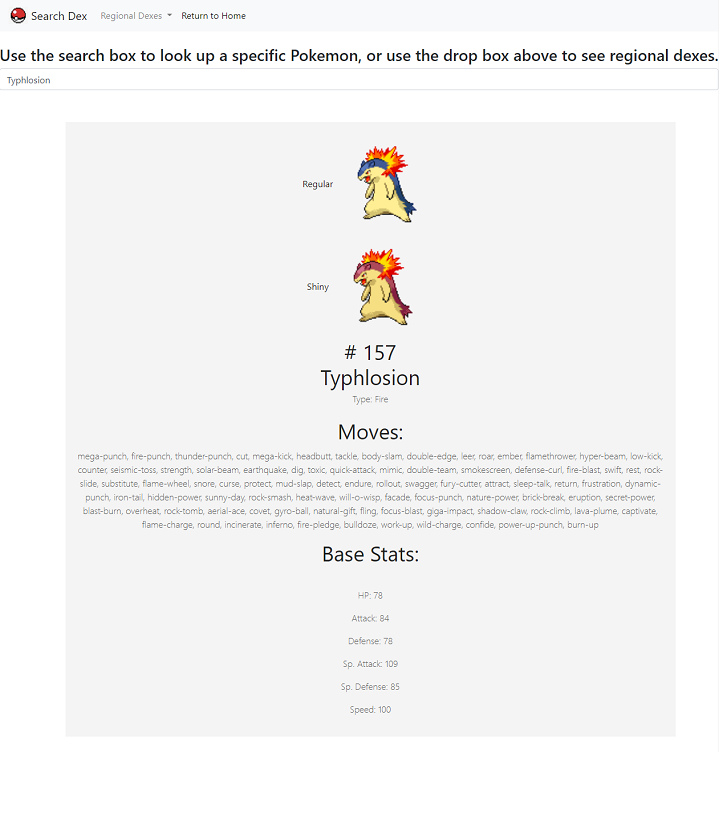 Search Dex Regional Dexes Return to Home
Use the search box to look up a specific Pokemon, or use the drop box above to see regional dexes.
Typhlosion
Regular
Shiny
# 157
Typhlosion
Type: Fire
Moves:
mega-punch, fire-punch, thunder-punch, cut, mega-kick, headbutt, tackle, body-slam, double-edge, leer, roar, ember, flamethrower, hyper-beam, low-kick,
counter, seismic-toss, strength, solar-beam, earthquake, dig, toxic, quick-attack, mimic, double-team, smokescreen, defense-curl, fire-blast, swift, rest, rock-
slide, substitute, flame-wheel, snore, curse, protect, mud-slap, detect, endure, rollout, swagger, fury-cutter, attract, sleep-talk, return, frustration, dynamic-
punch, iron-tail, hidden-power, sunny-day, rock-smash, heat-wave, will-o-wisp, facade, focus-punch, nature-power, brick-break, eruption, secret-power,
blast-burn, overheat, rock-tomb, aerial-ace, covet, gyro-ball, natural-gift, fling, focus-blast, giga-impact, shadow-claw, rock-climb, lava-plume, captivate,
flame-charge, round, incinerate, inferno, fire-pledge, bulldoze, work-up, wild-charge, confide, power-up-punch, burn-up
Base Stats:
HP: 78
Attack: 84
Defense: 78
Sp. Attack: 109
Sp. Defense: 85
Speed: 100